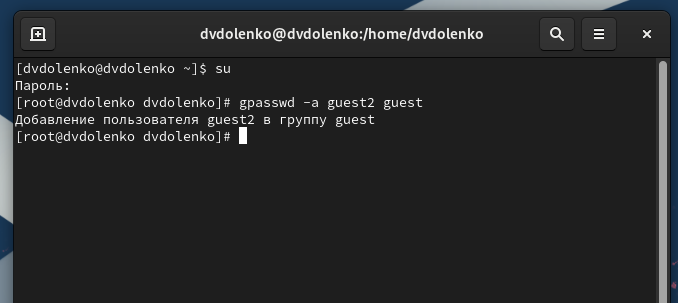 dvdolenko@dvdolenko:/home/dvdolenko
[dvdolenko@dvdolenko ~]$ su
Пароль:
[root@dvdolenko dvdolenko]# gpasswd -a guest2 guest
Добавление пользователя guest2 в группу guest
[root@dvdolenko dvdolenko]#